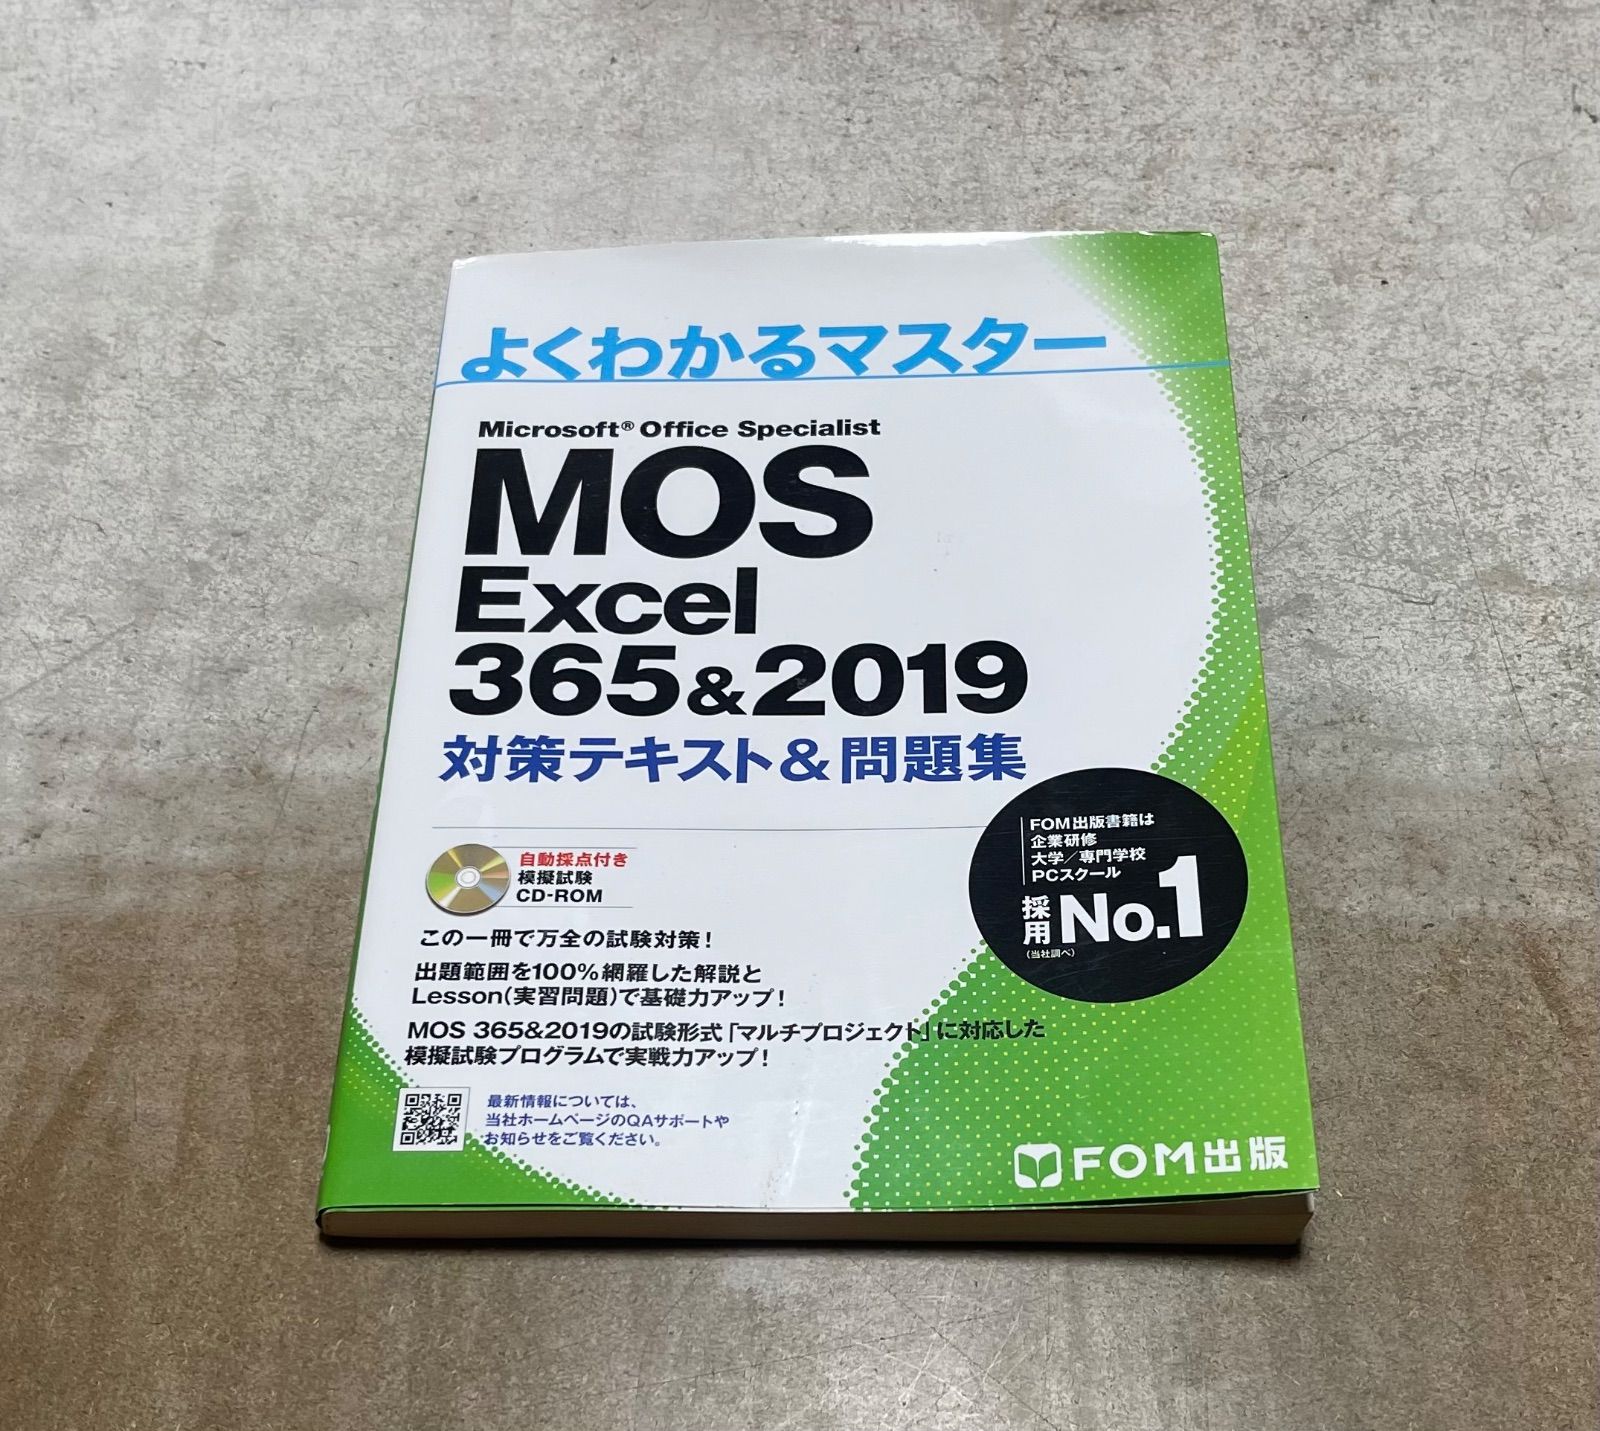 よくわかるマスター
Microsoft® Office Specialist
MOS
Excel
365&2019
対策テキスト&問題集
FOM出版書籍は
企業研修
大学/専門学校
PCスクール
採用 No.1
(当社調べ)
自動採点付き
模擬試験
CD-ROM
この一冊で万全の試験対策!
出題範囲を100%網羅した解説と
Lesson(実習問題)で基礎力アップ!
MOS 365&2019の試験形式「マルチプロジェクト」に対応した
模擬試験プログラムで実戦力アップ!
最新情報については、
当社ホームページのQAサポートや
お知らせをご覧ください。
FOM出版